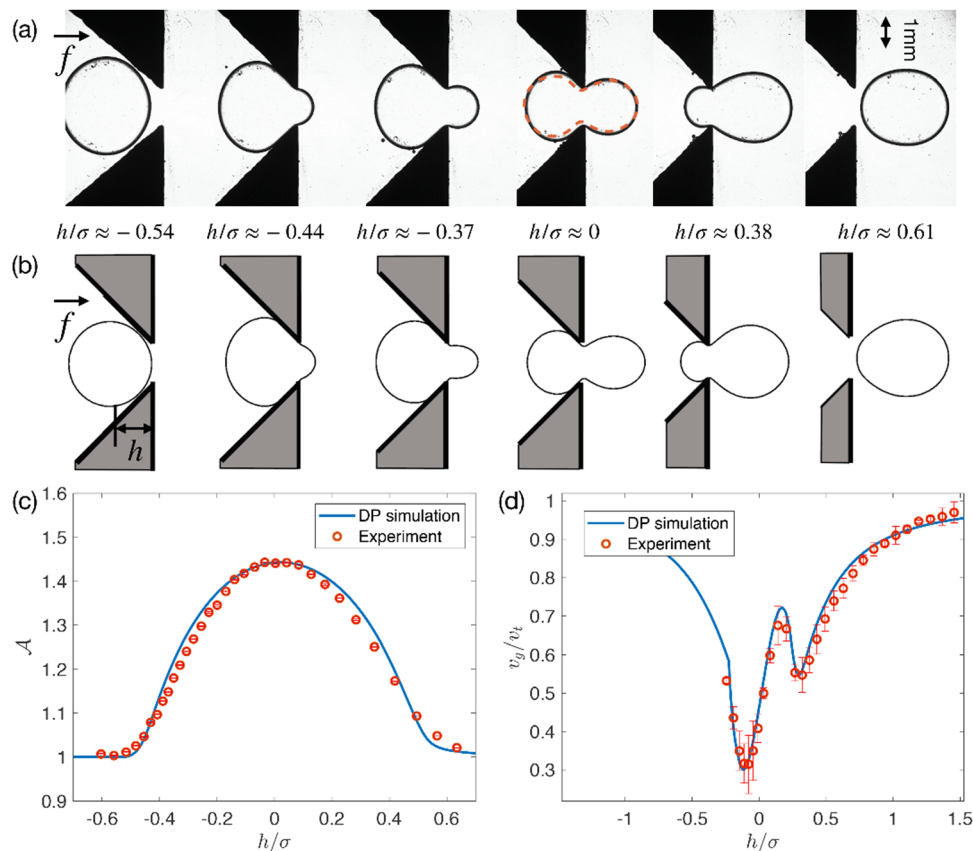 (a)
f
1mm
h/σ ≈ − 0.54
h/σ ≈ − 0.44
h/σ ≈ − 0.37
h/σ ≈ 0
h/σ ≈ 0.38
h/σ ≈ 0.61
(b)
f
h
(c)
1.6
1.5
1.4
1.3
1.2
1.1
1
0.9
𝒜
DP simulation
Experiment
-0.6
-0.4
-0.2
0
0.2
0.4
0.6
h/σ
(d)
1
0.9
0.8
0.7
0.6
0.5
0.4
0.3
v_g/v_t
DP simulation
Experiment
-1
-0.5
0
0.5
1
1.5
h/σ